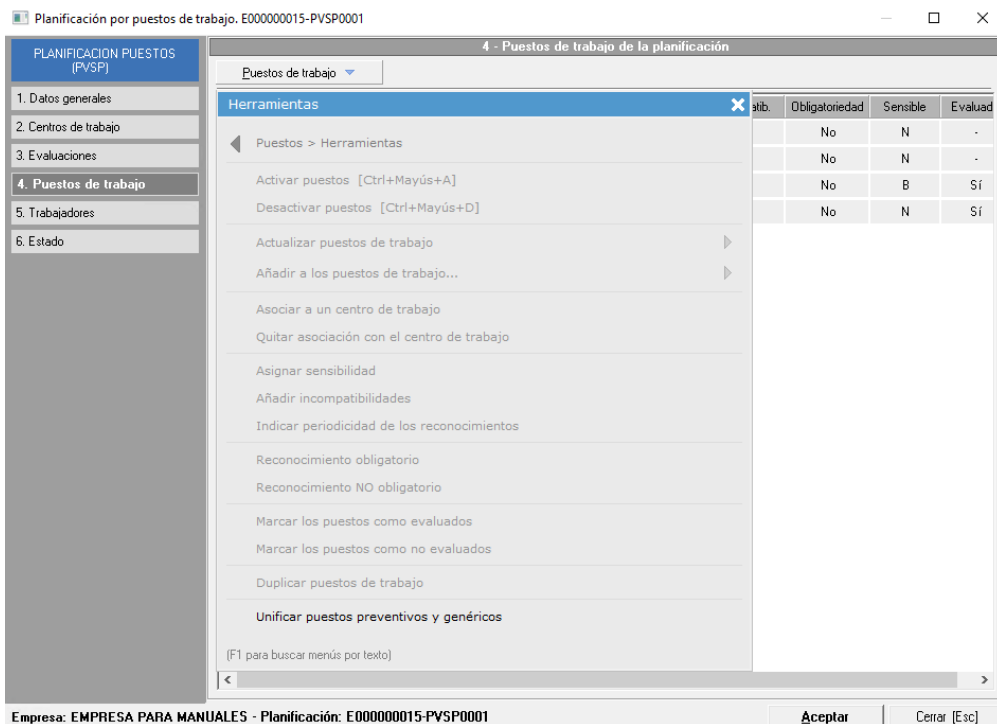 Planificación por puestos de trabajo. E000000015-PVSP0001
PLANIFICACION PUESTOS
(PVSP)
1. Datos generales
2. Centros de trabajo
3. Evaluaciones
4. Puestos de trabajo
5. Trabajadores
6. Estado
4 - Puestos de trabajo de la planificación
Puestos de trabajo
atib. Obligatoriedad Sensible Evaluad
No N -
No N -
No B Sí
No N Sí
Herramientas
Puestos > Herramientas
Activar puestos [Ctrl+Mayús+A]
Desactivar puestos [Ctrl+Mayús+D]
Actualizar puestos de trabajo
Añadir a los puestos de trabajo...
Asociar a un centro de trabajo
Quitar asociación con el centro de trabajo
Asignar sensibilidad
Añadir incompatibilidades
Indicar periodicidad de los reconocimientos
Reconocimiento obligatorio
Reconocimiento NO obligatorio
Marcar los puestos como evaluados
Marcar los puestos como no evaluados
Duplicar puestos de trabajo
Unificar puestos preventivos y genéricos
(F1 para buscar menús por texto)
Empresa: EMPRESA PARA MANUALES - Planificación: E000000015-PVSP0001
Aceptar
Cerrar [Esc]